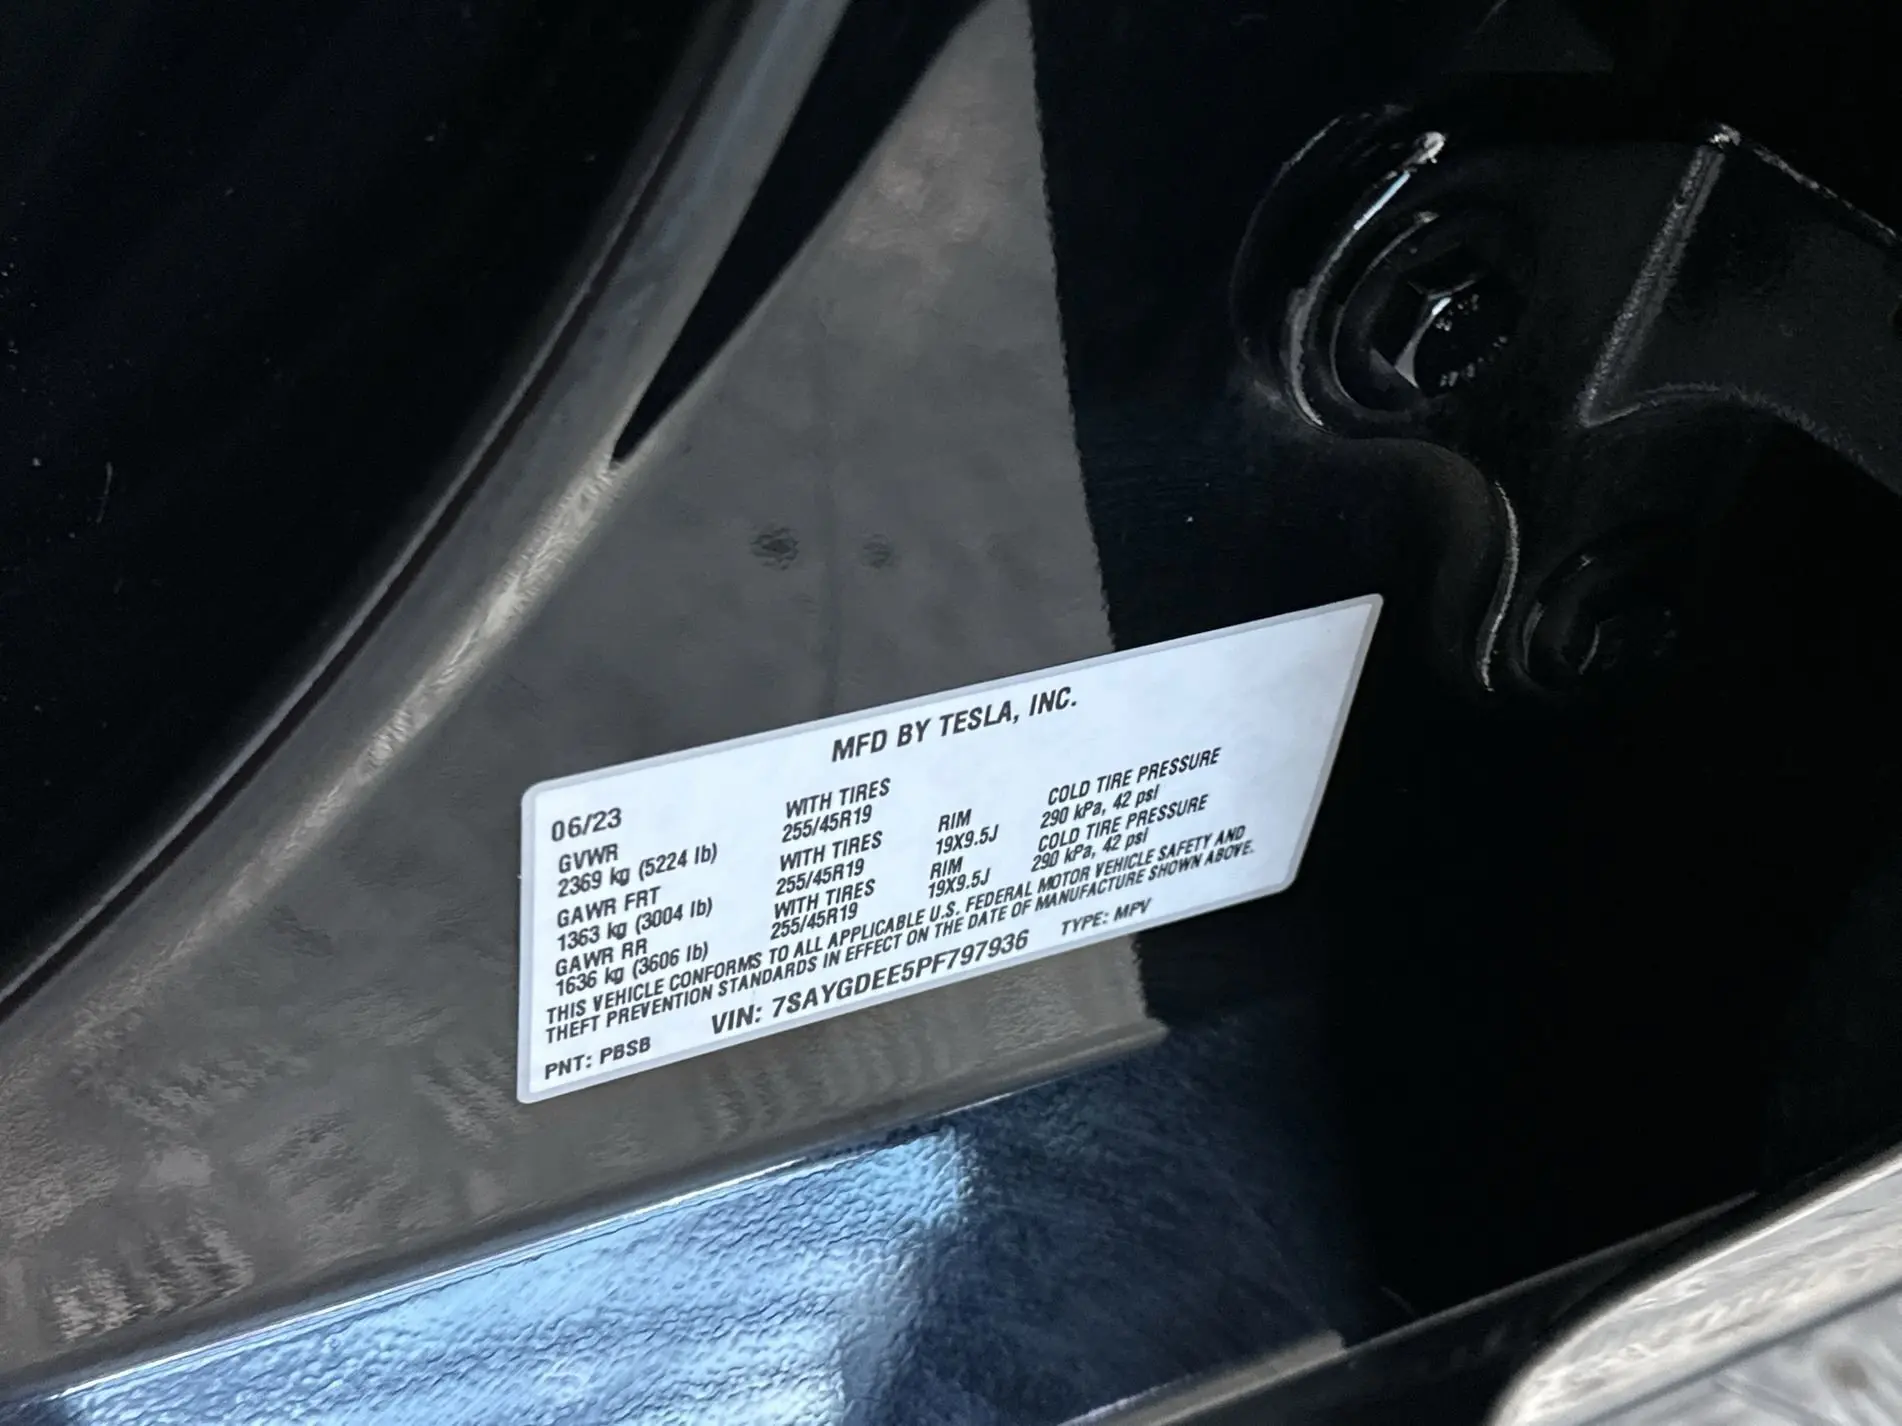 MFD BY TESLA, INC.
06/23
GVWR WITH TIRES
2369 kg (5224 lb) 255/45R19 RIM COLD TIRE PRESSURE
GAWR FRT WITH TIRES 19X9.5J 290 kPa, 42 psi
1363 kg (3004 lb) 255/45R19 RIM COLD TIRE PRESSURE
GAWR RR WITH TIRES 19X9.5J 290 kPa, 42 psi
1636 kg (3606 lb) 255/45R19
THIS VEHICLE CONFORMS TO ALL APPLICABLE U.S. FEDERAL MOTOR VEHICLE SAFETY AND
THEFT PREVENTION STANDARDS IN EFFECT ON THE DATE OF MANUFACTURE SHOWN ABOVE.
PNT: PBSB VIN: 7SAYGDEE5PF797936 TYPE: MPV